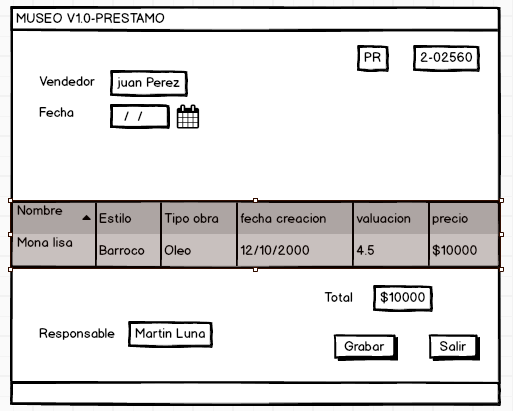 MUSEO V1.0-PRESTAMO
PR 2-02560
Vendedor juan Perez
Fecha / /
Nombre Estilo Tipo obra fecha creacion valuacion precio
Mona lisa Barroco Oleo 12/10/2000 4.5 $10000
Total $10000
Responsable Martin Luna
Grabar Salir